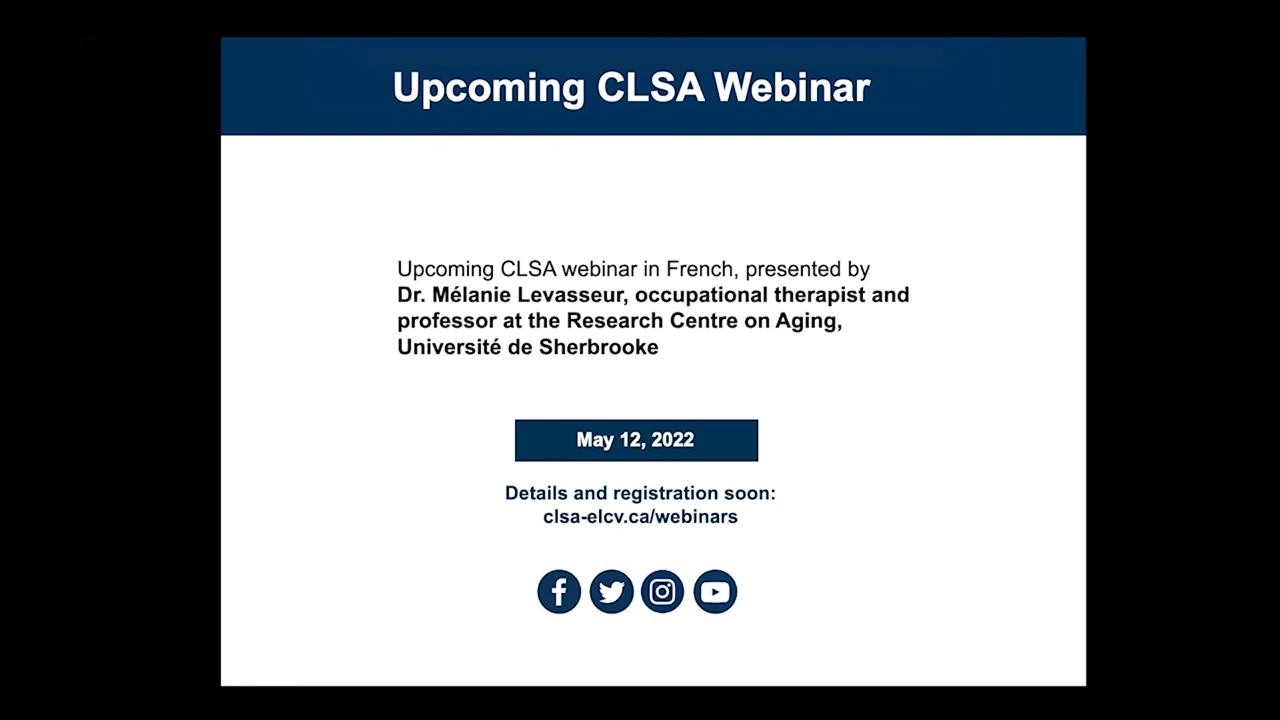 Upcoming CLSA Webinar
Upcoming CLSA webinar in French, presented by
Dr. Mélanie Levasseur, occupational therapist and
professor at the Research Centre on Aging,
Université de Sherbrooke
May 12, 2022
Details and registration soon:
clsa-elcv.ca/webinars